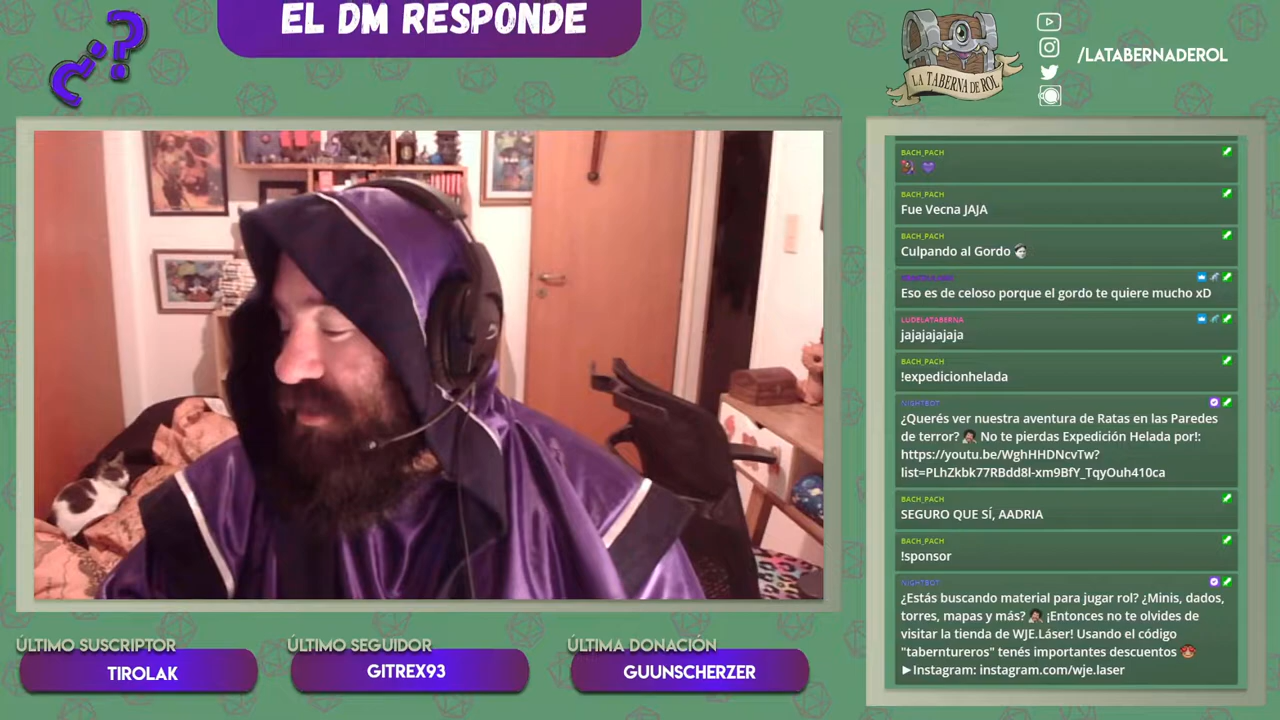 EL DM RESPONDE
LA TABERNA DE ROL
/LATABERNADEROL
BACH_PACH
BACH_PACH
Fue Vecna JAJA
BACH_PACH
Culpando al Gordo
Eso es de celoso porque el gordo te quiere mucho xD
LUDELATABERNA
jajajajajaja
BACH_PACH
!expedicionhelada
NIGHTBOT
¿Querés ver nuestra aventura de Ratas en las Paredes
de terror? No te pierdas Expedición Helada por!:
https://youtu.be/WghHHDNcvTw?
list=PLhZkbk77RBdd8l-xm9BfY_TqyOuh410ca
BACH_PACH
SEGURO QUE SÍ, AADRIA
BACH_PACH
!sponsor
NIGHTBOT
¿Estás buscando material para jugar rol? ¿Minis, dados,
torres, mapas y más? ¡Entonces no te olvides de
visitar la tienda de WJE.Láser! Usando el código
"taberntureros" tenés importantes descuentos
►Instagram: instagram.com/wje.laser
ÚLTIMO SUSCRIPTOR
TIROLAK
ÚLTIMO SEGUIDOR
GITREX93
ÚLTIMA DONACIÓN
GUUNSCHERZER